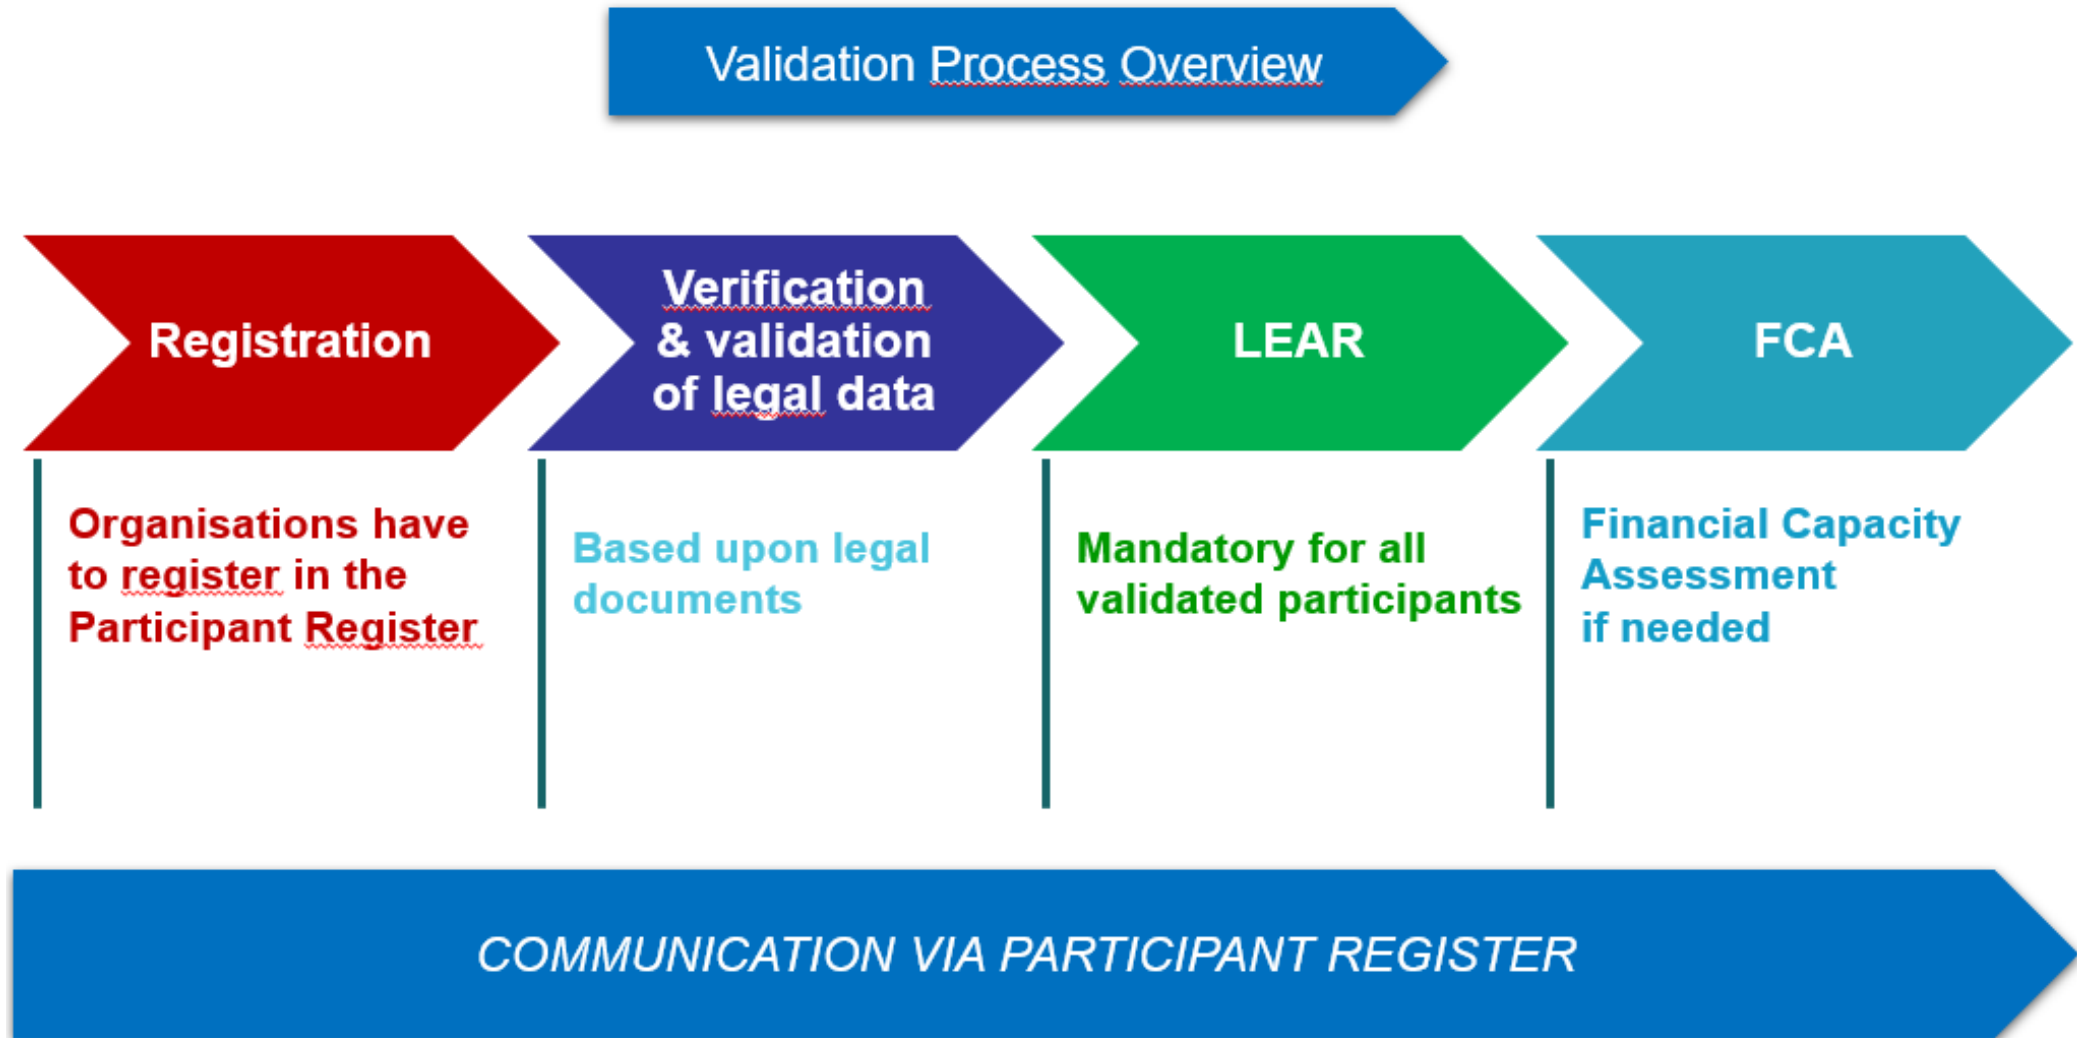 Validation Process Overview
Registration
Verification
& validation
of legal data
LEAR
FCA
Organisations have
to register in the
Participant Register
Based upon legal
documents
Mandatory for all
validated participants
Financial Capacity
Assessment
if needed
COMMUNICATION VIA PARTICIPANT REGISTER